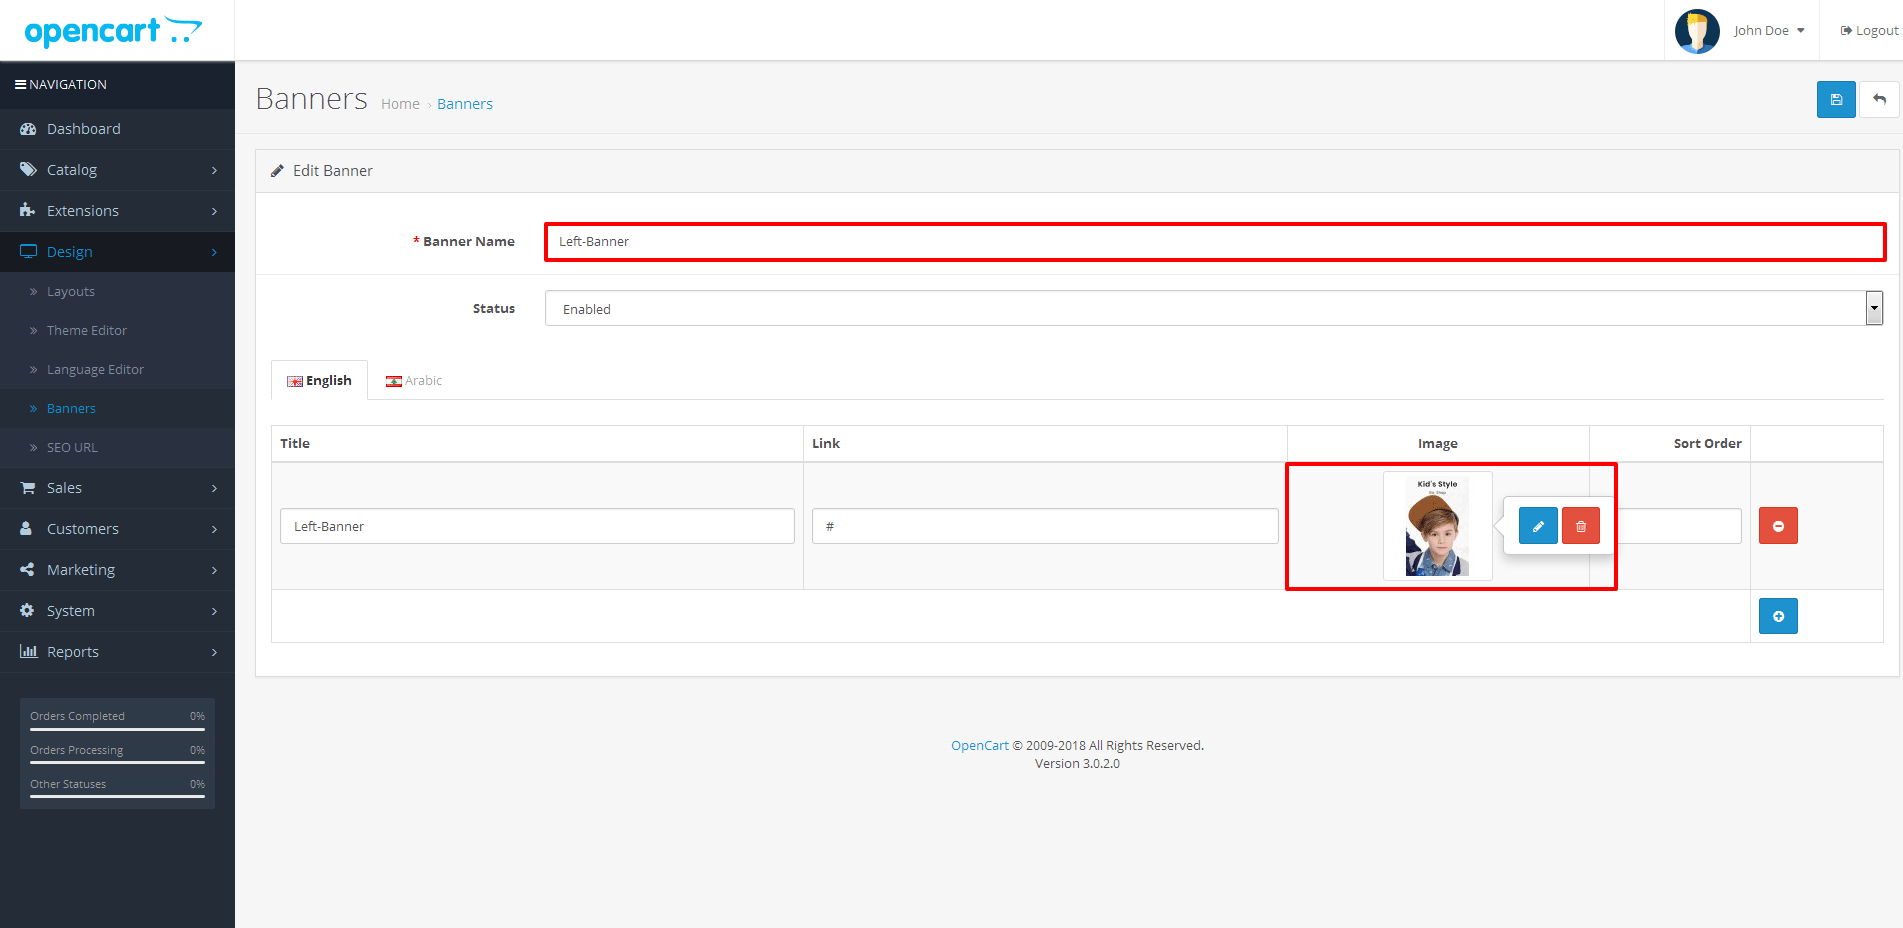 opencart
John Doe
Logout
NAVIGATION
Dashboard
Catalog
Extensions
Design
Layouts
Theme Editor
Language Editor
Banners
SEO URL
Sales
Customers
Marketing
System
Reports
Orders Completed 0%
Orders Processing 0%
Other Statuses 0%
Banners Home › Banners
Edit Banner
* Banner Name Left-Banner
Status Enabled
English Arabic
Title Link Image Sort Order
Kid's Style
Left-Banner #
OpenCart © 2009-2018 All Rights Reserved.
Version 3.0.2.0